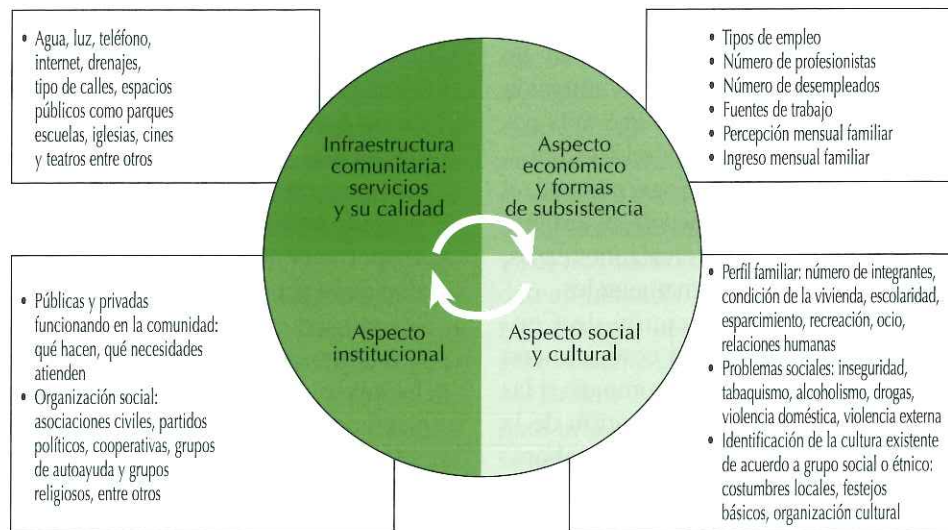 • Agua, luz, teléfono,
internet, drenajes,
tipo de calles, espacios
públicos como parques
escuelas, iglesias, cines
y teatros entre otros
Infraestructura
comunitaria:
servicios
y su calidad
Aspecto
económico
y formas
de subsistencia
• Tipos de empleo
• Número de profesionistas
• Número de desempleados
• Fuentes de trabajo
• Percepción mensual familiar
• Ingreso mensual familiar
• Públicas y privadas
funcionando en la comunidad:
qué hacen, qué necesidades
atienden
• Organización social:
asociaciones civiles, partidos
políticos, cooperativas, grupos
de autoayuda y grupos
religiosos, entre otros
Aspecto
institucional
Aspecto social
y cultural
• Perfil familiar: número de integrantes,
condición de la vivienda, escolaridad,
esparcimiento, recreación, ocio,
relaciones humanas
• Problemas sociales: inseguridad,
tabaquismo, alcoholismo, drogas,
violencia doméstica, violencia externa
• Identificación de la cultura existente
de acuerdo a grupo social o étnico:
costumbres locales, festejos
básicos, organización cultural